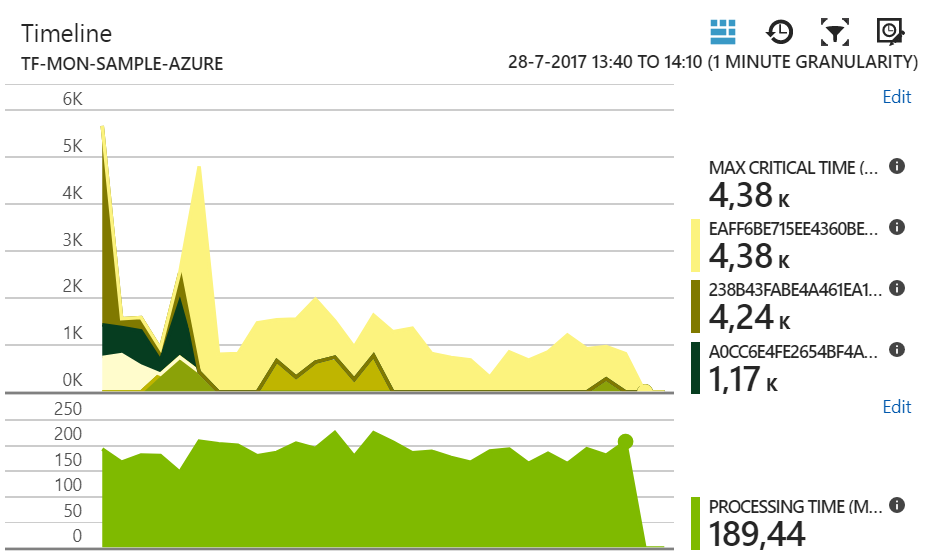 Timeline
TF-MON-SAMPLE-AZURE
28-7-2017 13:40 TO 14:10 (1 MINUTE GRANULARITY)
Edit
6K
5K
4K
3K
2K
1K
0K
MAX CRITICAL TIME (...
4,38 K
EAFF6BE715EE4360BE...
4,38 K
238B43FABE4A461EA1...
4,24 K
A0CC6E4FE2654BF4A...
1,17 K
Edit
250
200
150
100
50
0
PROCESSING TIME (M...
189,44